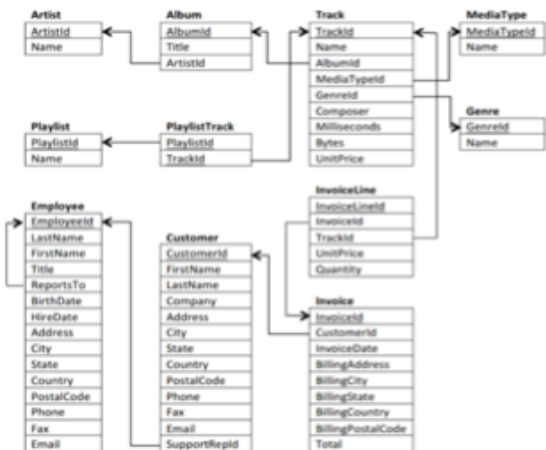 Artist
ArtistId
Name
Album
AlbumId
Title
ArtistId
Track
TrackId
Name
AlbumId
MediaTypeId
GenreId
Composer
Milliseconds
Bytes
UnitPrice
MediaType
MediaTypeId
Name
Genre
GenreId
Name
Playlist
PlaylistId
Name
PlaylistTrack
PlaylistId
TrackId
Employee
EmployeeId
LastName
FirstName
Title
ReportsTo
BirthDate
HireDate
Address
City
State
Country
PostalCode
Phone
Fax
Email
Customer
CustomerId
FirstName
LastName
Company
Address
City
State
Country
PostalCode
Phone
Fax
Email
SupportRepId
InvoiceLine
InvoiceLineId
InvoiceId
TrackId
UnitPrice
Quantity
Invoice
InvoiceId
CustomerId
InvoiceDate
BillingAddress
BillingCity
BillingState
BillingCountry
BillingPostalCode
Total